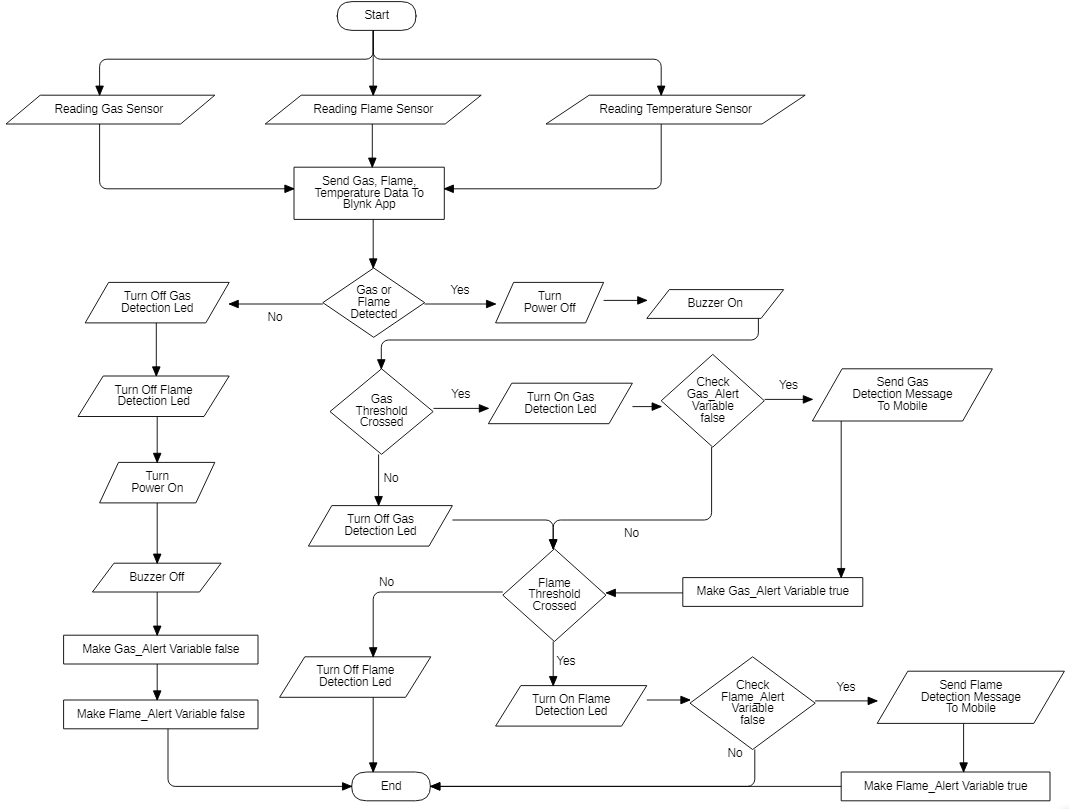 Start
Reading Gas Sensor
Reading Flame Sensor
Reading Temperature Sensor
Send Gas, Flame,
Temperature Data To
Blynk App
Gas or
Flame
Detected
Yes
No
Turn Off Gas
Detection Led
Turn
Power Off
Buzzer On
Turn Off Flame
Detection Led
Gas
Threshold
Crossed
Yes
Turn On Gas
Detection Led
Check
Gas_Alert
Variable
false
Yes
Send Gas
Detection Message
To Mobile
No
Turn
Power On
Turn Off Gas
Detection Led
No
Buzzer Off
Flame
Threshold
Crossed
No
Make Gas_Alert Variable true
Make Gas_Alert Variable false
Turn Off Flame
Detection Led
Yes
Turn On Flame
Detection Led
Check
Flame_Alert
Variable
false
Yes
Send Flame
Detection Message
To Mobile
Make Flame_Alert Variable false
No
End
Make Flame_Alert Variable true